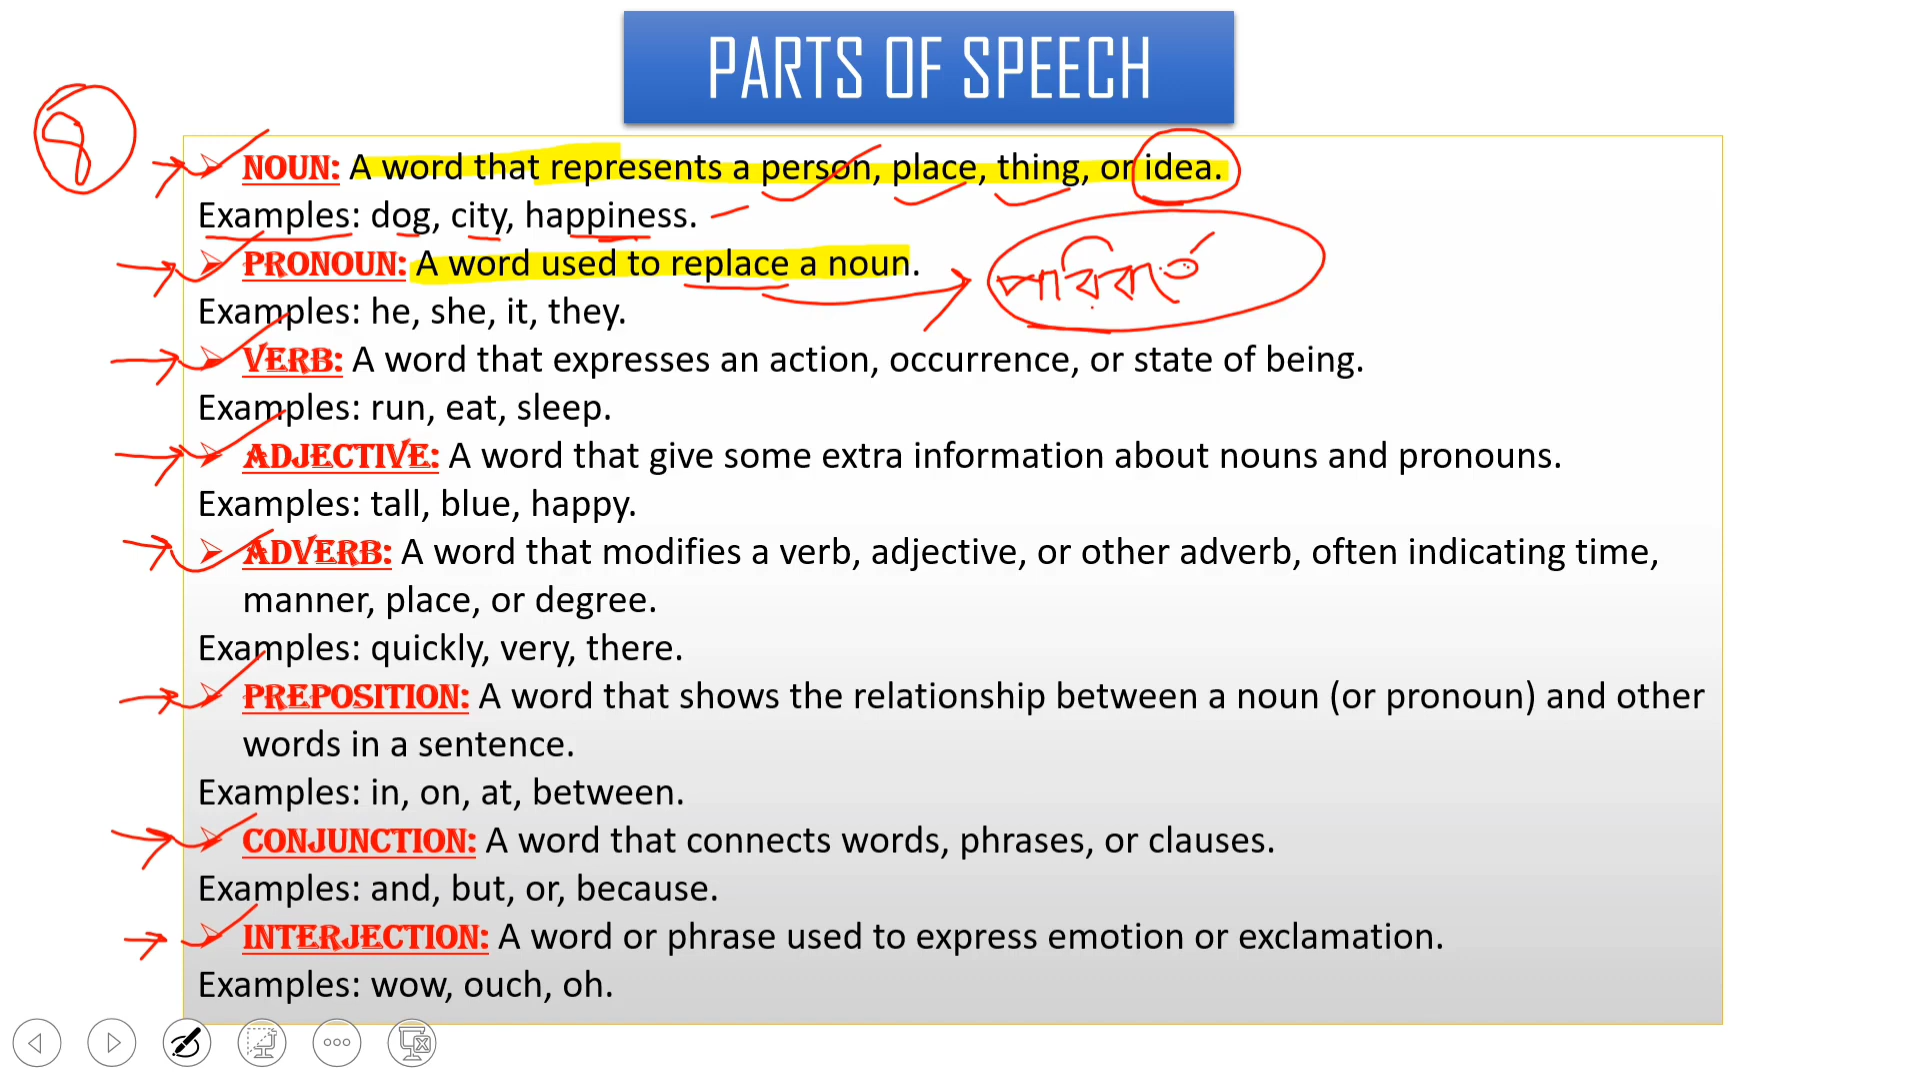 PARTS OF SPEECH
8
➢ NOUN: A word that represents a person, place, thing, or idea.
Examples: dog, city, happiness.
➢ PRONOUN: A word used to replace a noun.
Examples: he, she, it, they.
➢ VERB: A word that expresses an action, occurrence, or state of being.
Examples: run, eat, sleep.
➢ ADJECTIVE: A word that give some extra information about nouns and pronouns.
Examples: tall, blue, happy.
➢ ADVERB: A word that modifies a verb, adjective, or other adverb, often indicating time,
manner, place, or degree.
Examples: quickly, very, there.
➢ PREPOSITION: A word that shows the relationship between a noun (or pronoun) and other
words in a sentence.
Examples: in, on, at, between.
➢ CONJUNCTION: A word that connects words, phrases, or clauses.
Examples: and, but, or, because.
➢ INTERJECTION: A word or phrase used to express emotion or exclamation.
Examples: wow, ouch, oh.